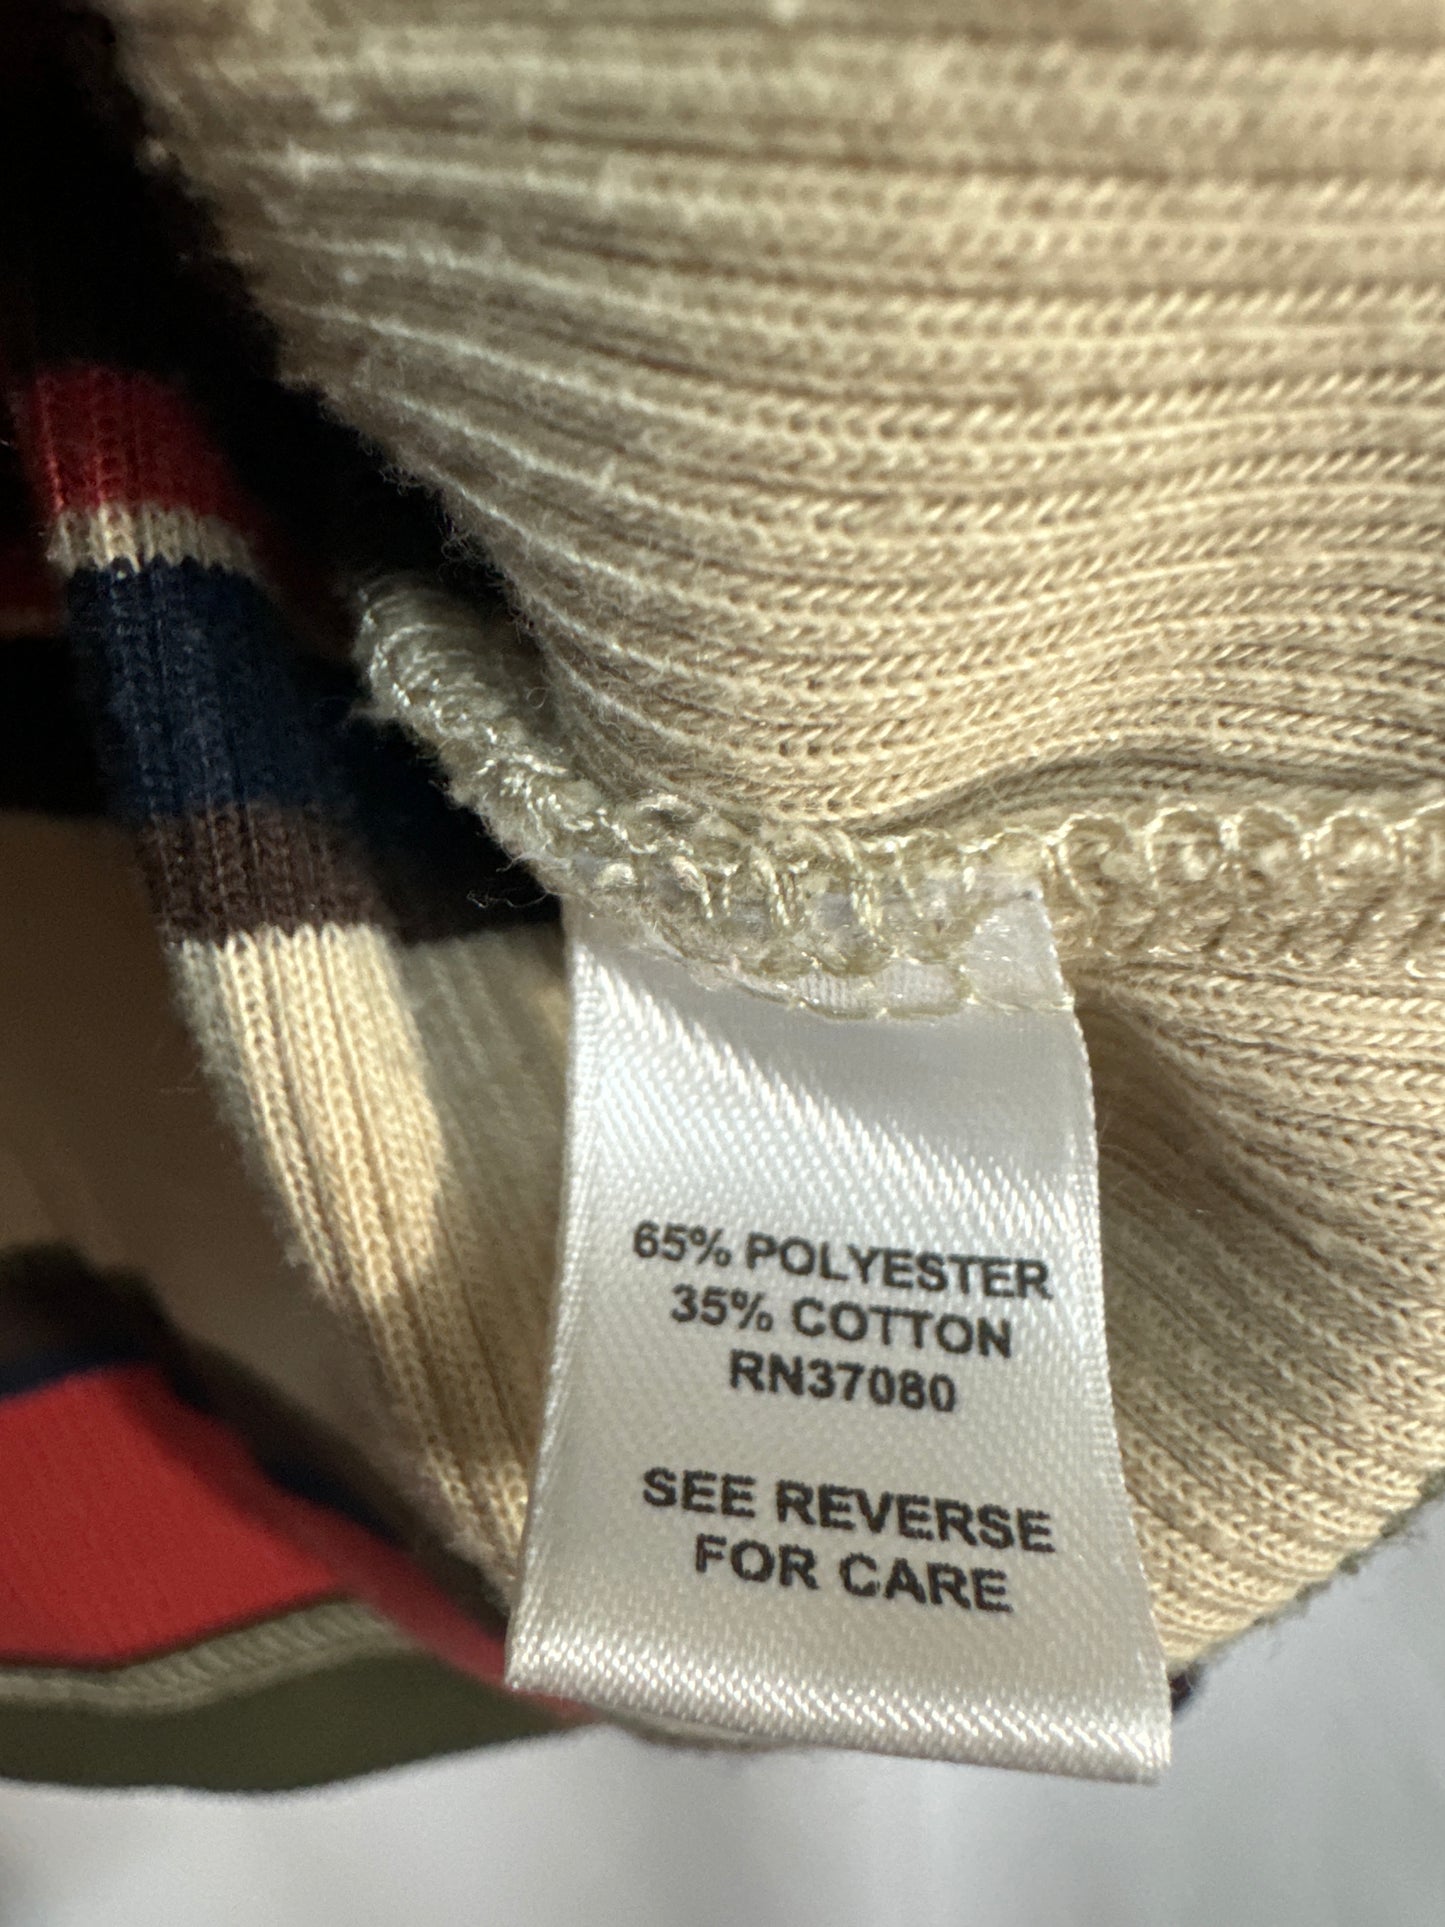 65% POLYESTER
35% COTTON
RN37080
SEE REVERSE
FOR CARE